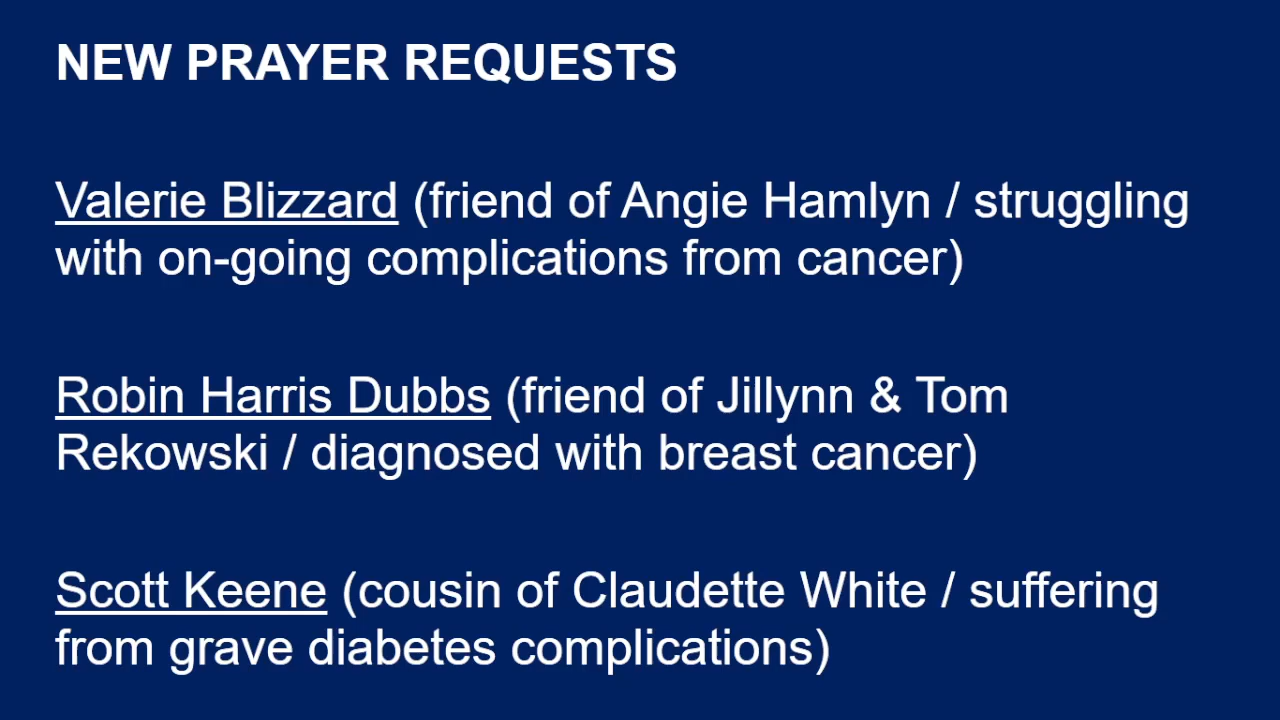 NEW PRAYER REQUESTS
Valerie Blizzard (friend of Angie Hamlyn / struggling
with on-going complications from cancer)
Robin Harris Dubbs (friend of Jillynn & Tom
Rekowski / diagnosed with breast cancer)
Scott Keene (cousin of Claudette White / suffering
from grave diabetes complications)